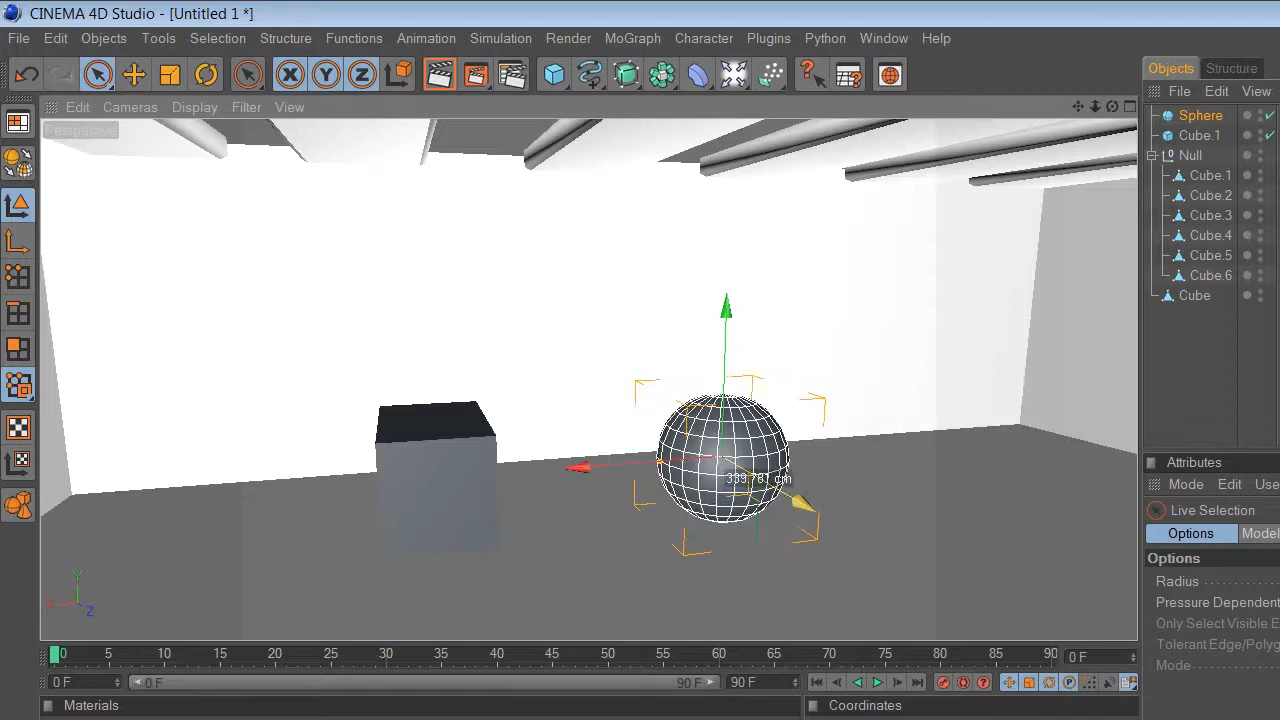 CINEMA 4D Studio - [Untitled 1 *]
File Edit Objects Tools Selection Structure Functions Animation Simulation Render MoGraph Character Plugins Python Window Help
X Y Z
Objects Structure
Edit Cameras Display Filter View
File Edit View
Perspective
Sphere
Cube.1
Null
Cube.1
Cube.2
Cube.3
Cube.4
Cube.5
Cube.6
Cube
339.781 cm
Attributes
Mode Edit Use
Live Selection
Options Model
Options
Radius
Pressure Dependent
Only Select Visible E
Tolerant Edge/Polyg
Mode
Y
X
Z
0 5 10 15 20 25 30 35 40 45 50 55 60 65 70 75 80 85 90 0 F
0 F 0 F 90 F 90 F
Materials Coordinates